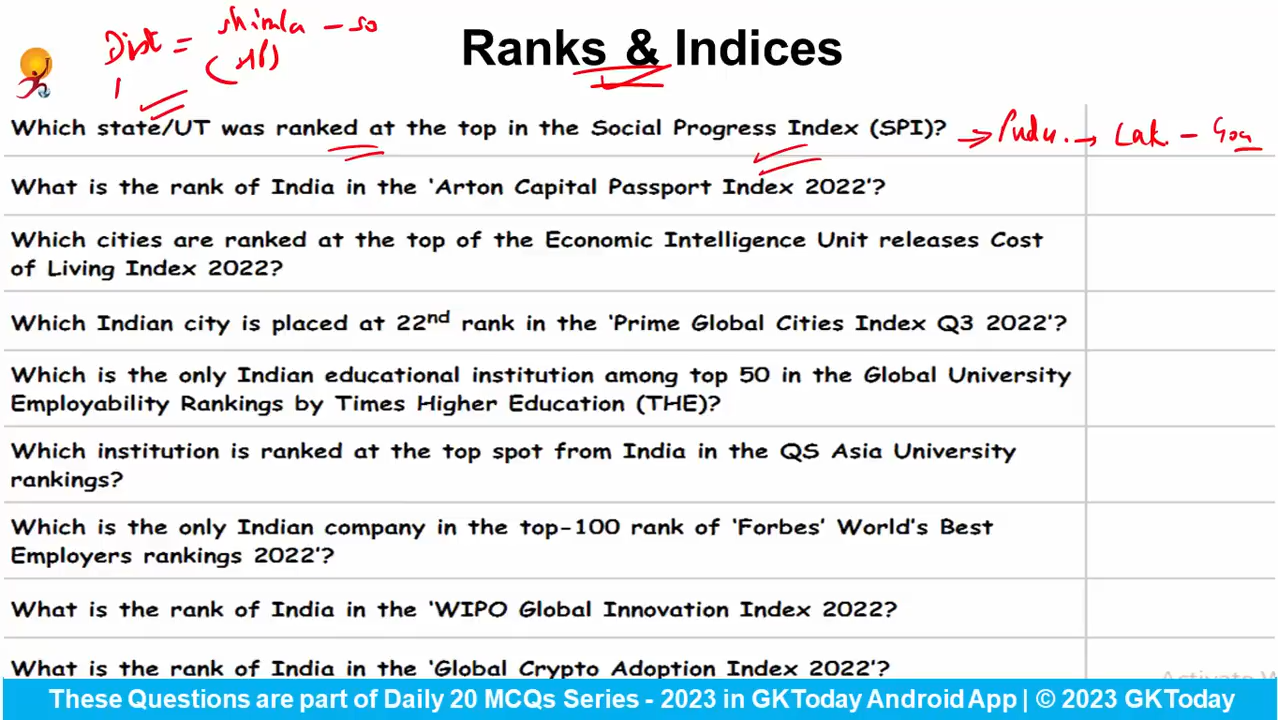 Dist = Shimla - so
(HP)
1
Ranks & Indices
Which state/UT was ranked at the top in the Social Progress Index (SPI)? → Pudu. → Lak. - Goa
What is the rank of India in the ‘Arton Capital Passport Index 2022’?
Which cities are ranked at the top of the Economic Intelligence Unit releases Cost
of Living Index 2022?
Which Indian city is placed at 22nd rank in the ‘Prime Global Cities Index Q3 2022’?
Which is the only Indian educational institution among top 50 in the Global University
Employability Rankings by Times Higher Education (THE)?
Which institution is ranked at the top spot from India in the QS Asia University
rankings?
Which is the only Indian company in the top-100 rank of ‘Forbes’ World's Best
Employers rankings 2022’?
What is the rank of India in the ‘WIPO Global Innovation Index 2022?
What is the rank of India in the ‘Global Crypto Adoption Index 2022’?
These Questions are part of Daily 20 MCQs Series - 2023 in GKToday Android App | © 2023 GKToday